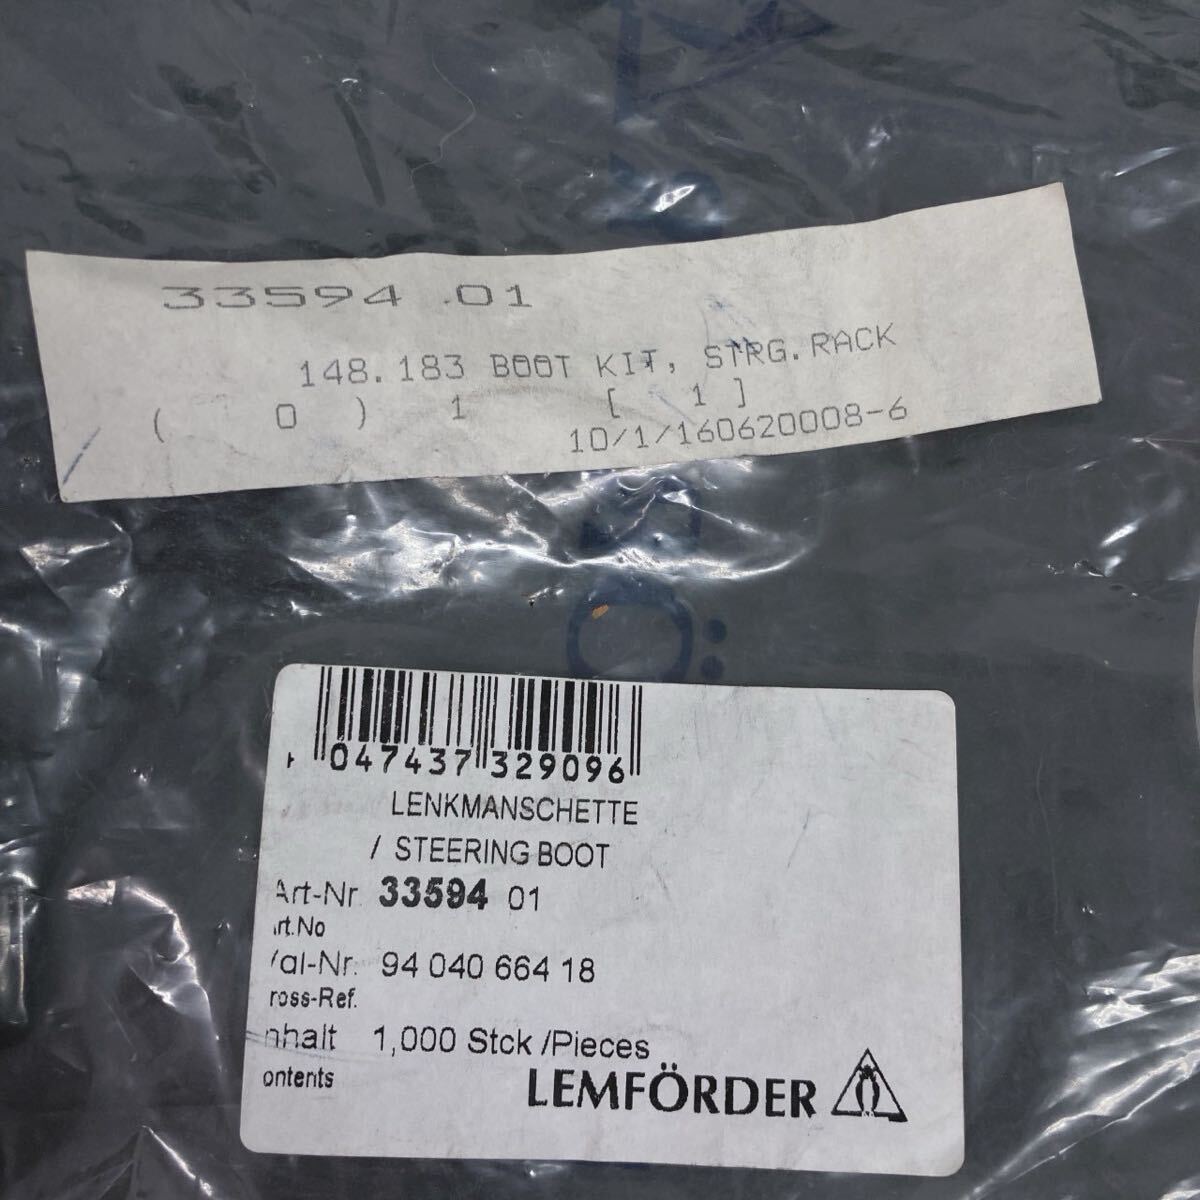 33594 01
148.183 BOOT KIT, STRG.RACK
( 0 ) 1 [ 1 ]
10/1/160620008-6
047437 329096
LENKMANSCHETTE
/ STEERING BOOT
Art-Nr. 33594 01
rt.No
al-Nr. 94 040 664 18
ross-Ref.
nhalt 1,000 Stck /Pieces
ontents
LEMFÖRDER